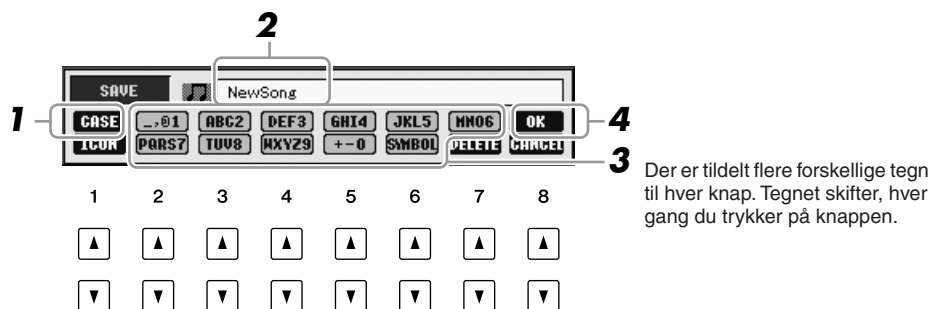 2
SAVE NewSong
1 CASE _,@1 ABC2 DEF3 GHI4 JKL5 MNO6 OK 4
ICON PQRS7 TUV8 WXYZ9 +-0 SYMBOL DELETE CANCEL
3 Der er tildelt flere forskellige tegn
til hver knap. Tegnet skifter, hver
gang du trykker på knappen.
1 2 3 4 5 6 7 8